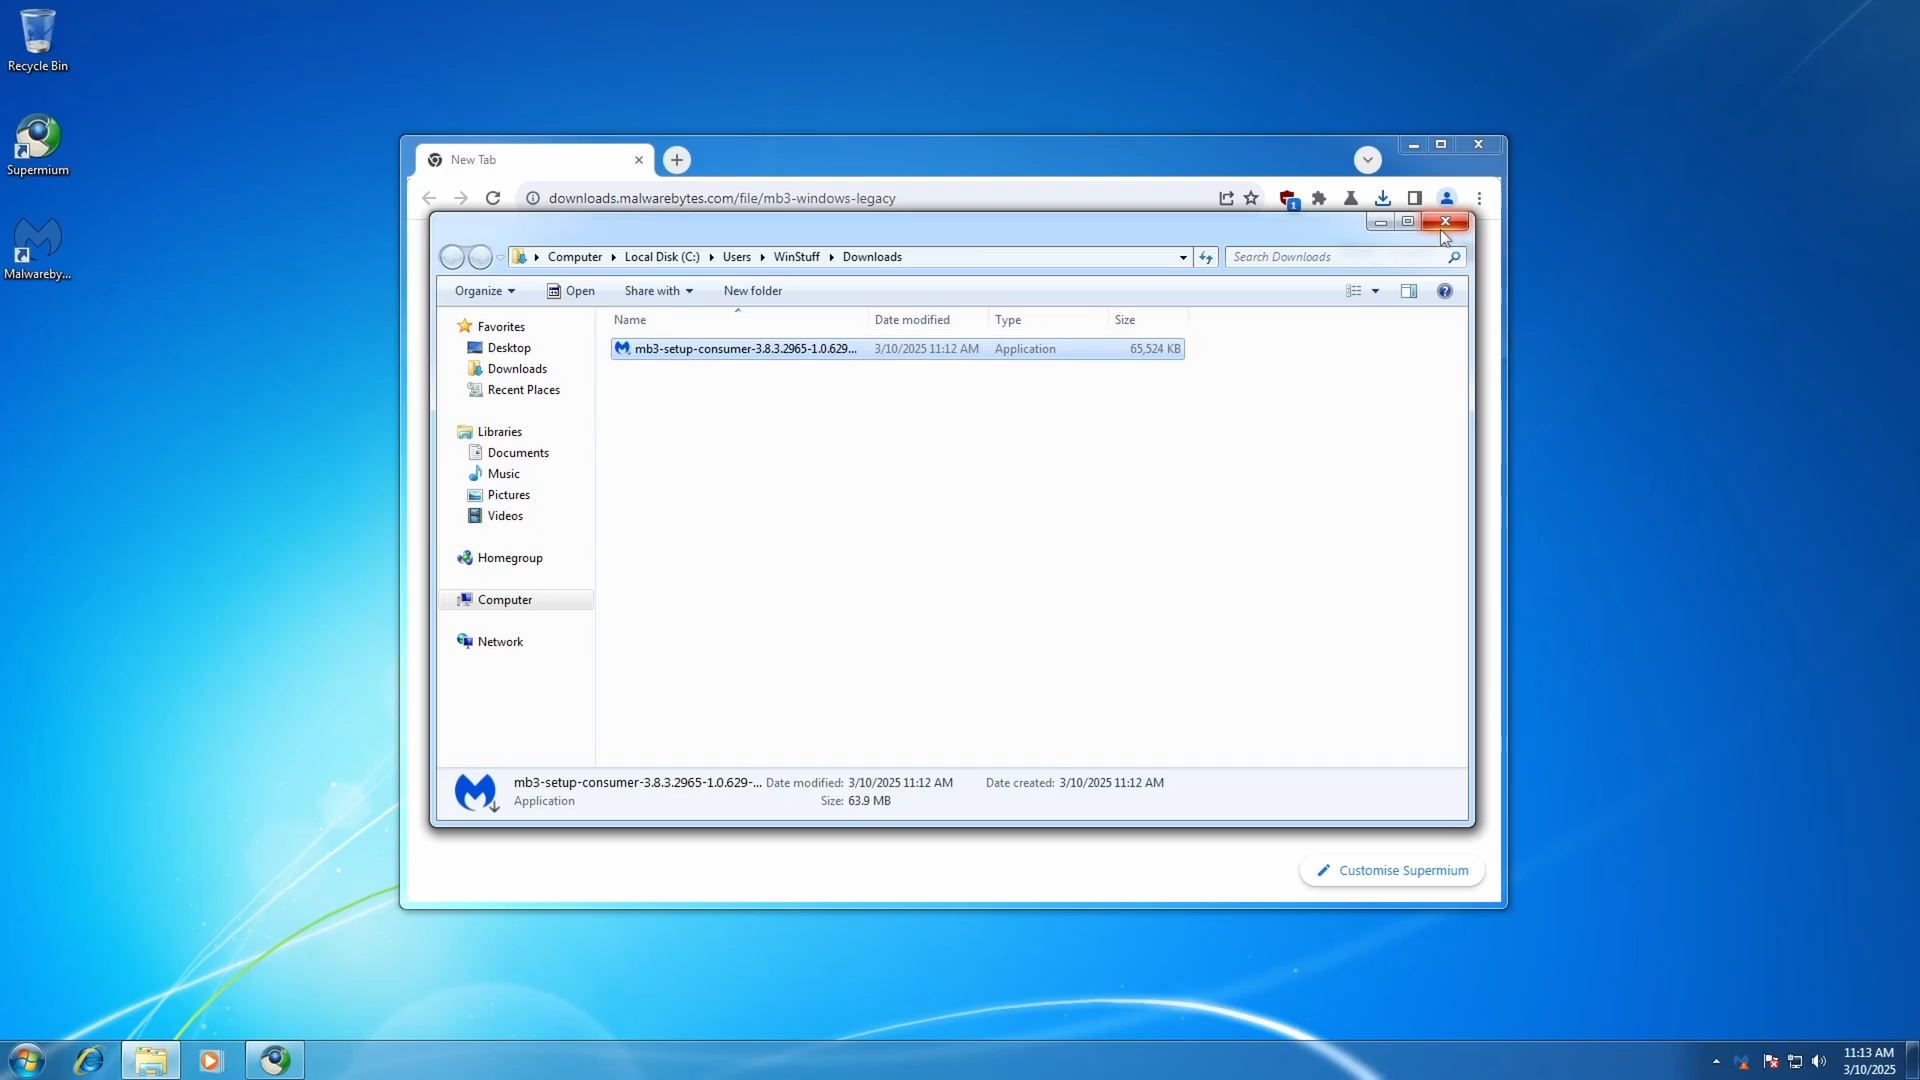 Recycle Bin
Supermium
Malwareby...
New Tab
downloads.malwarebytes.com/file/mb3-windows-legacy
1
Computer
Local Disk (C:)
Users
WinStuff
Downloads
Search Downloads
Organize
Open
Share with
New folder
Favorites
Desktop
Downloads
Recent Places
Libraries
Documents
Music
Pictures
Videos
Homegroup
Computer
Network
Name
Date modified
Type
Size
mb3-setup-consumer-3.8.3.2965-1.0.629...
3/10/2025 11:12 AM
Application
65,524 KB
mb3-setup-consumer-3.8.3.2965-1.0.629-... Date modified: 3/10/2025 11:12 AM
Date created: 3/10/2025 11:12 AM
Application
Size: 63.9 MB
Customise Supermium
11:13 AM
3/10/2025